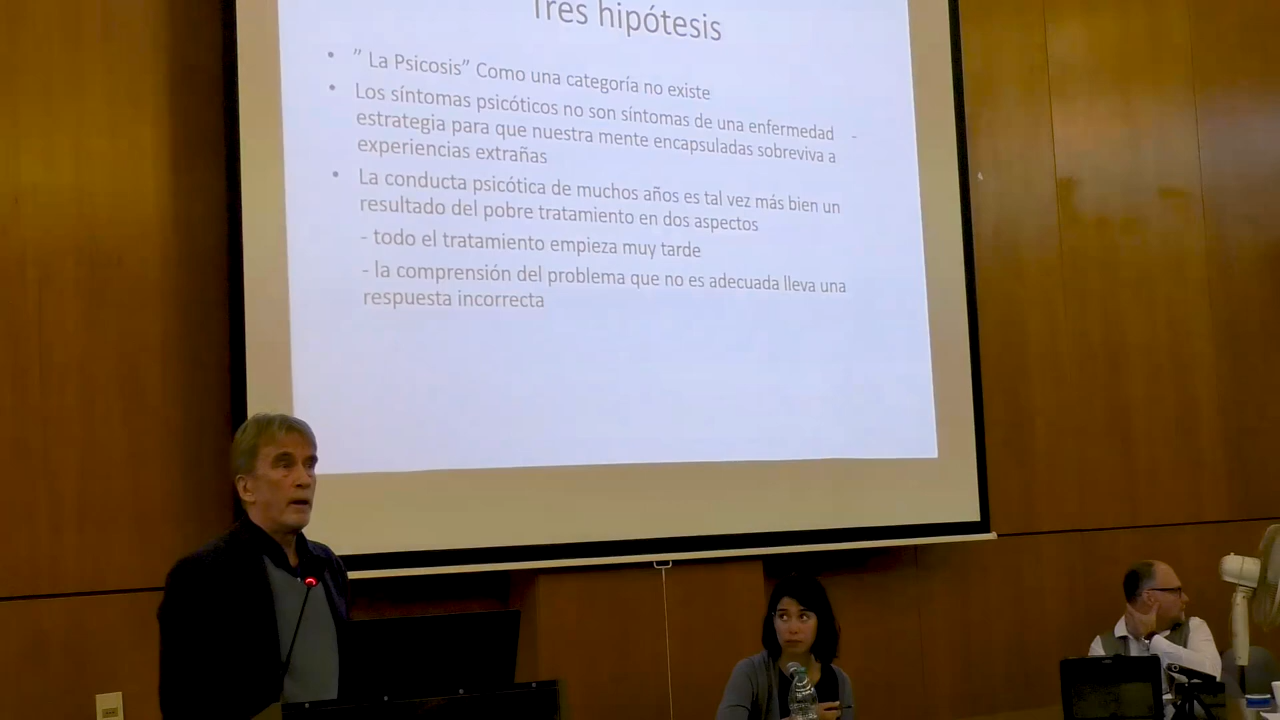 Tres hipótesis
• ” La Psicosis” Como una categoría no existe
• Los síntomas psicóticos no son síntomas de una enfermedad -
estrategia para que nuestra mente encapsuladas sobreviva a
experiencias extrañas
• La conducta psicótica de muchos años es tal vez más bien un
resultado del pobre tratamiento en dos aspectos
- todo el tratamiento empieza muy tarde
- la comprensión del problema que no es adecuada lleva una
respuesta incorrecta